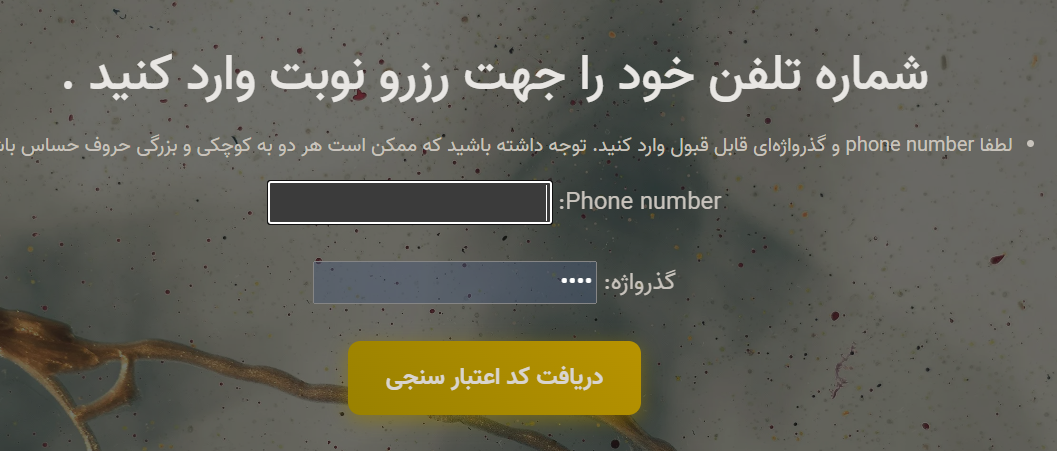 شماره تلفن خود را جهت رزرو نوبت وارد کنید .
• لطفا phone number و گذرواژه‌ای قابل قبول وارد کنید. توجه داشته باشید که ممکن است هر دو به کوچکی و بزرگی حروف حساس
Phone number:
گذرواژه: ••••
دریافت کد اعتبار سنجی